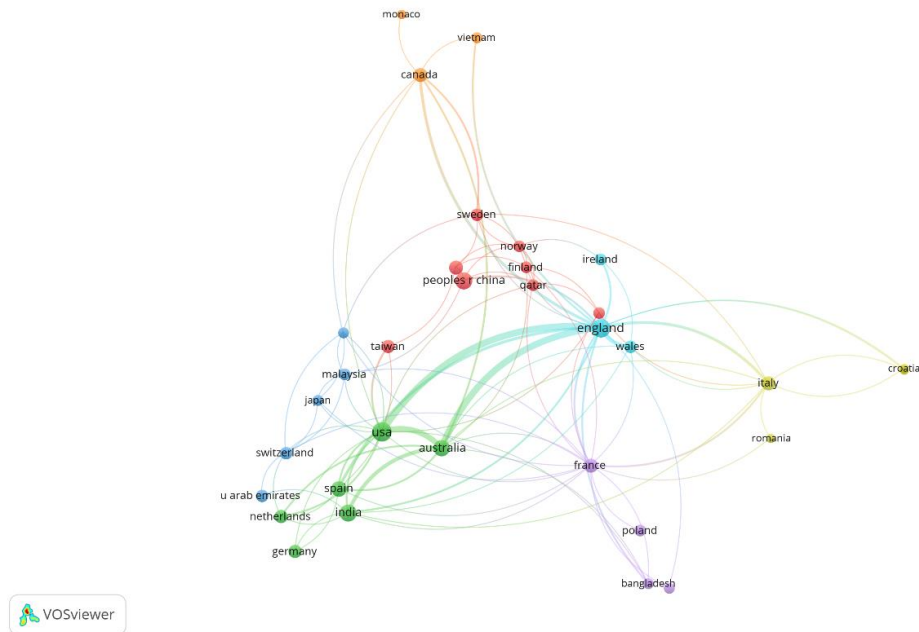 monaco
vietnam
canada
sweden
norway
ireland
finland
peoples r china
qatar
england
taiwan
wales
malaysia
croatia
italy
japan
usa
romania
australia
switzerland
france
spain
u arab emirates
india
netherlands
poland
germany
bangladesh
VOSviewer